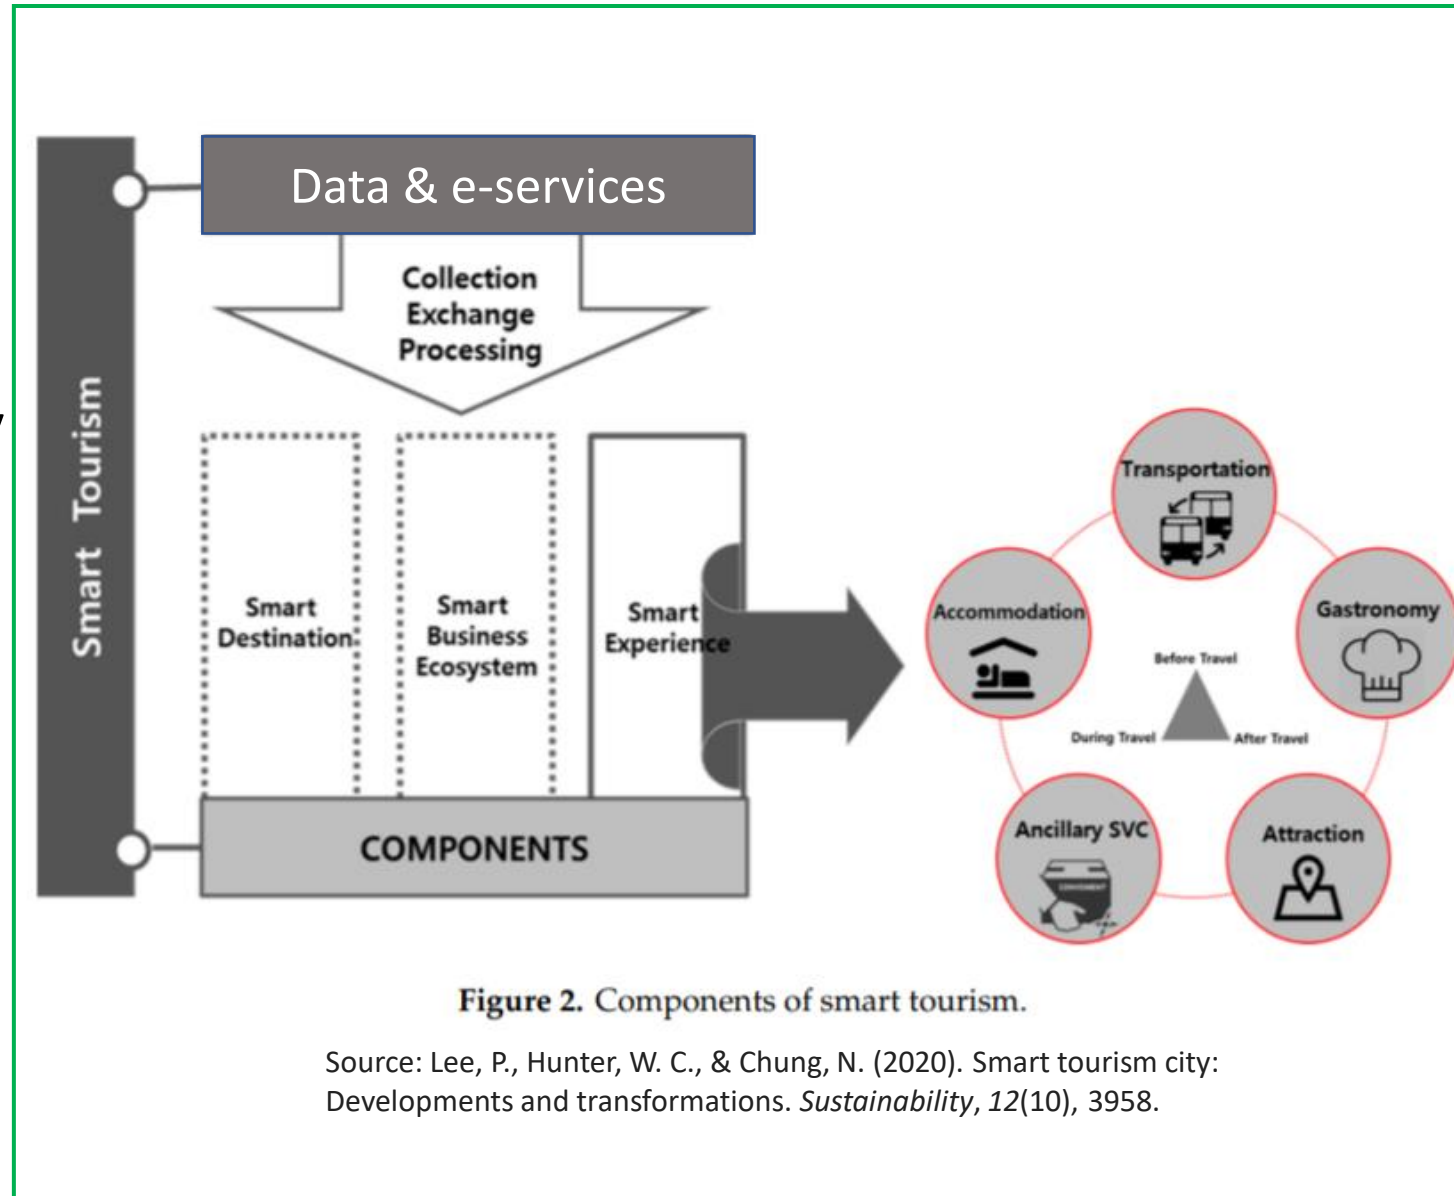 Data & e-services
Collection
Exchange
Processing
Smart Tourism
Smart
Destination
Smart
Business
Ecosystem
Smart
Experience
COMPONENTS
Transportation
Accommodation
Gastronomy
Before Travel
During Travel
After Travel
Ancillary SVC
Attraction
Figure 2. Components of smart tourism.
Source: Lee, P., Hunter, W. C., & Chung, N. (2020). Smart tourism city:
Developments and transformations. Sustainability, 12(10), 3958.